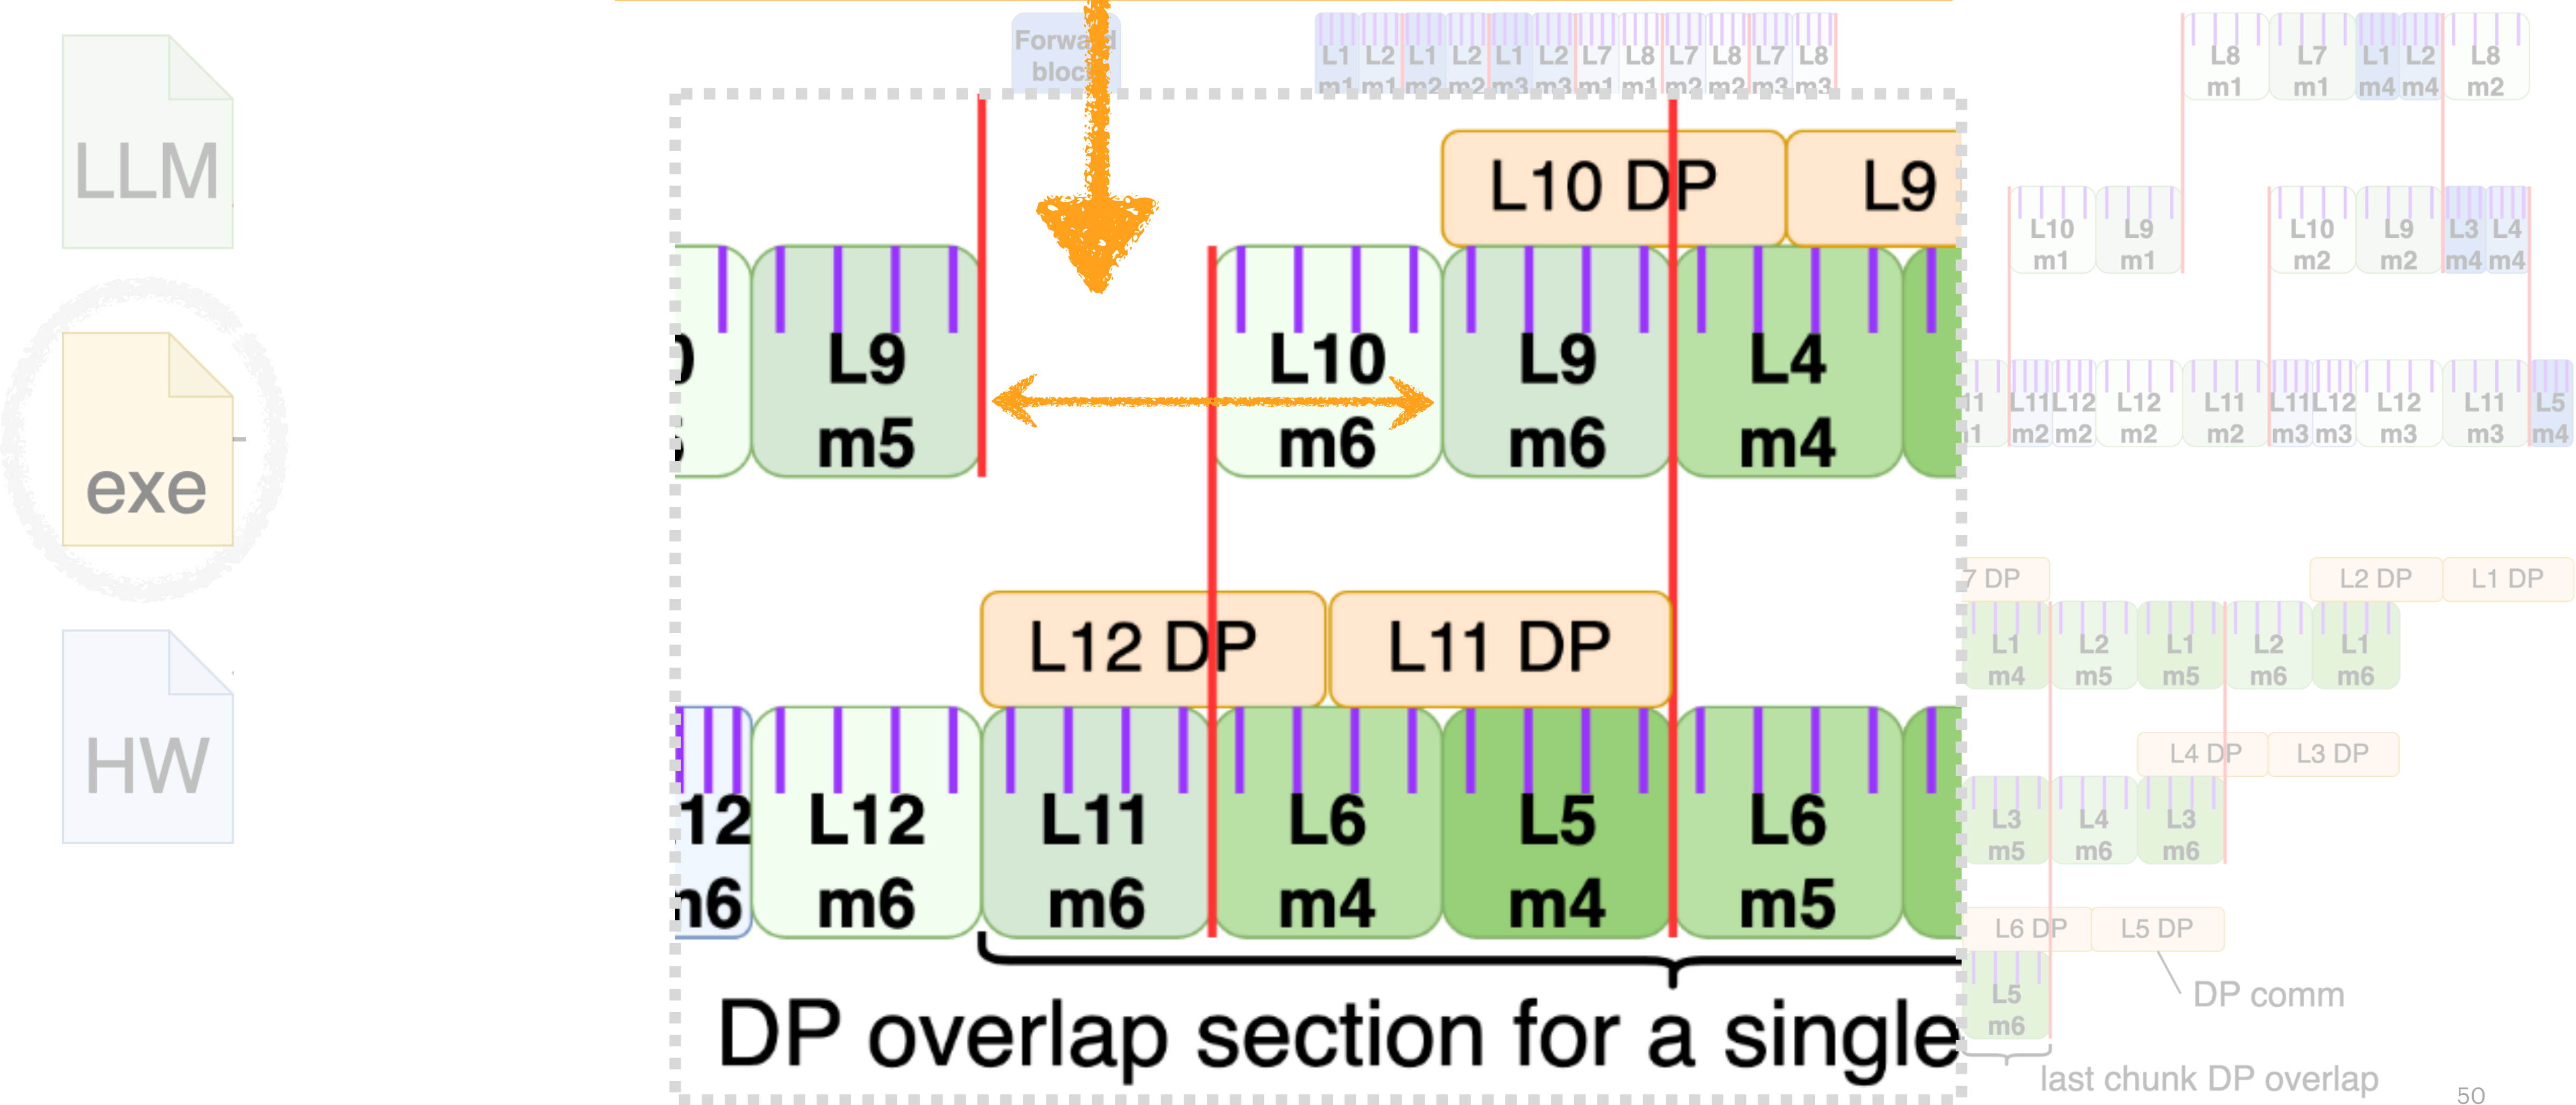 LLM
exe
HW
Forward
block
L1 L2 L1 L2 L1 L2 L7 L8 L7 L8 L7 L8
m1 m1 m2 m2 m3 m3 m1 m1 m2 m2 m3 m3
L10 DP
L9
L9
m5
L10
m6
L9
m6
L4
m4
L12 DP
L11 DP
12
L12
m6
L11
m6
L6
m4
L5
m4
L6
m5
DP overlap section for a single
L8 L7 L1 L2 L8
m1 m1 m4 m4 m2
L10 L9 L10 L9 L3 L4
m1 m1 m2 m2 m4 m4
L11 L12 L12 L11 L11 L12 L12 L11 L5
m2 m2 m2 m2 m3 m3 m3 m3 m4
7 DP
L2 DP
L1 DP
L1 L2 L1 L2 L1
m4 m5 m5 m6 m6
L4 DP
L3 DP
L3 L4 L3
m5 m6 m6
L6 DP
L5 DP
L5
m6
DP comm
last chunk DP overlap
50